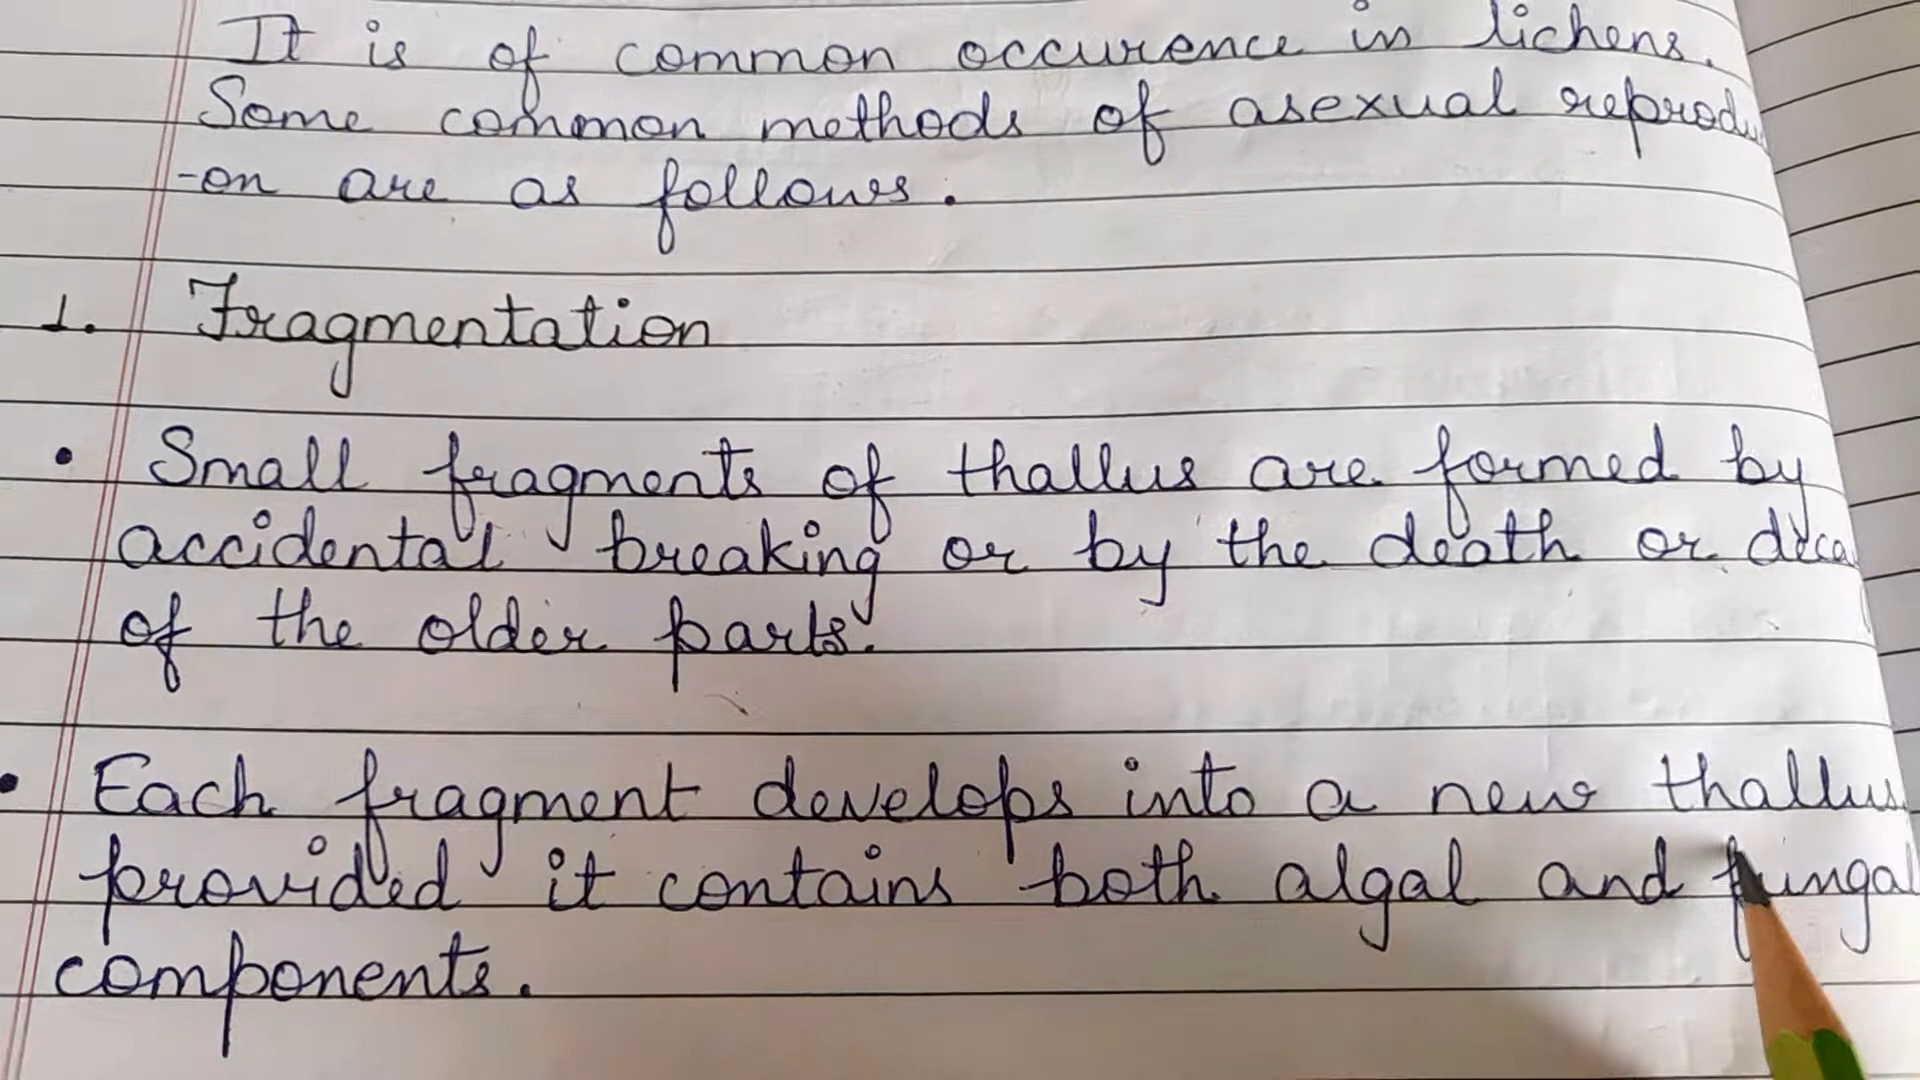 It is of common occurence in lichens.
Some common methods of asexual reprodu
-on are as follows.
1. Fragmentation
• Small fragments of thallus are formed by
accidental breaking or by the death or deca
of the older parts.
• Each fragment develops into a new thallus
provided it contains both algal and fungal
components.